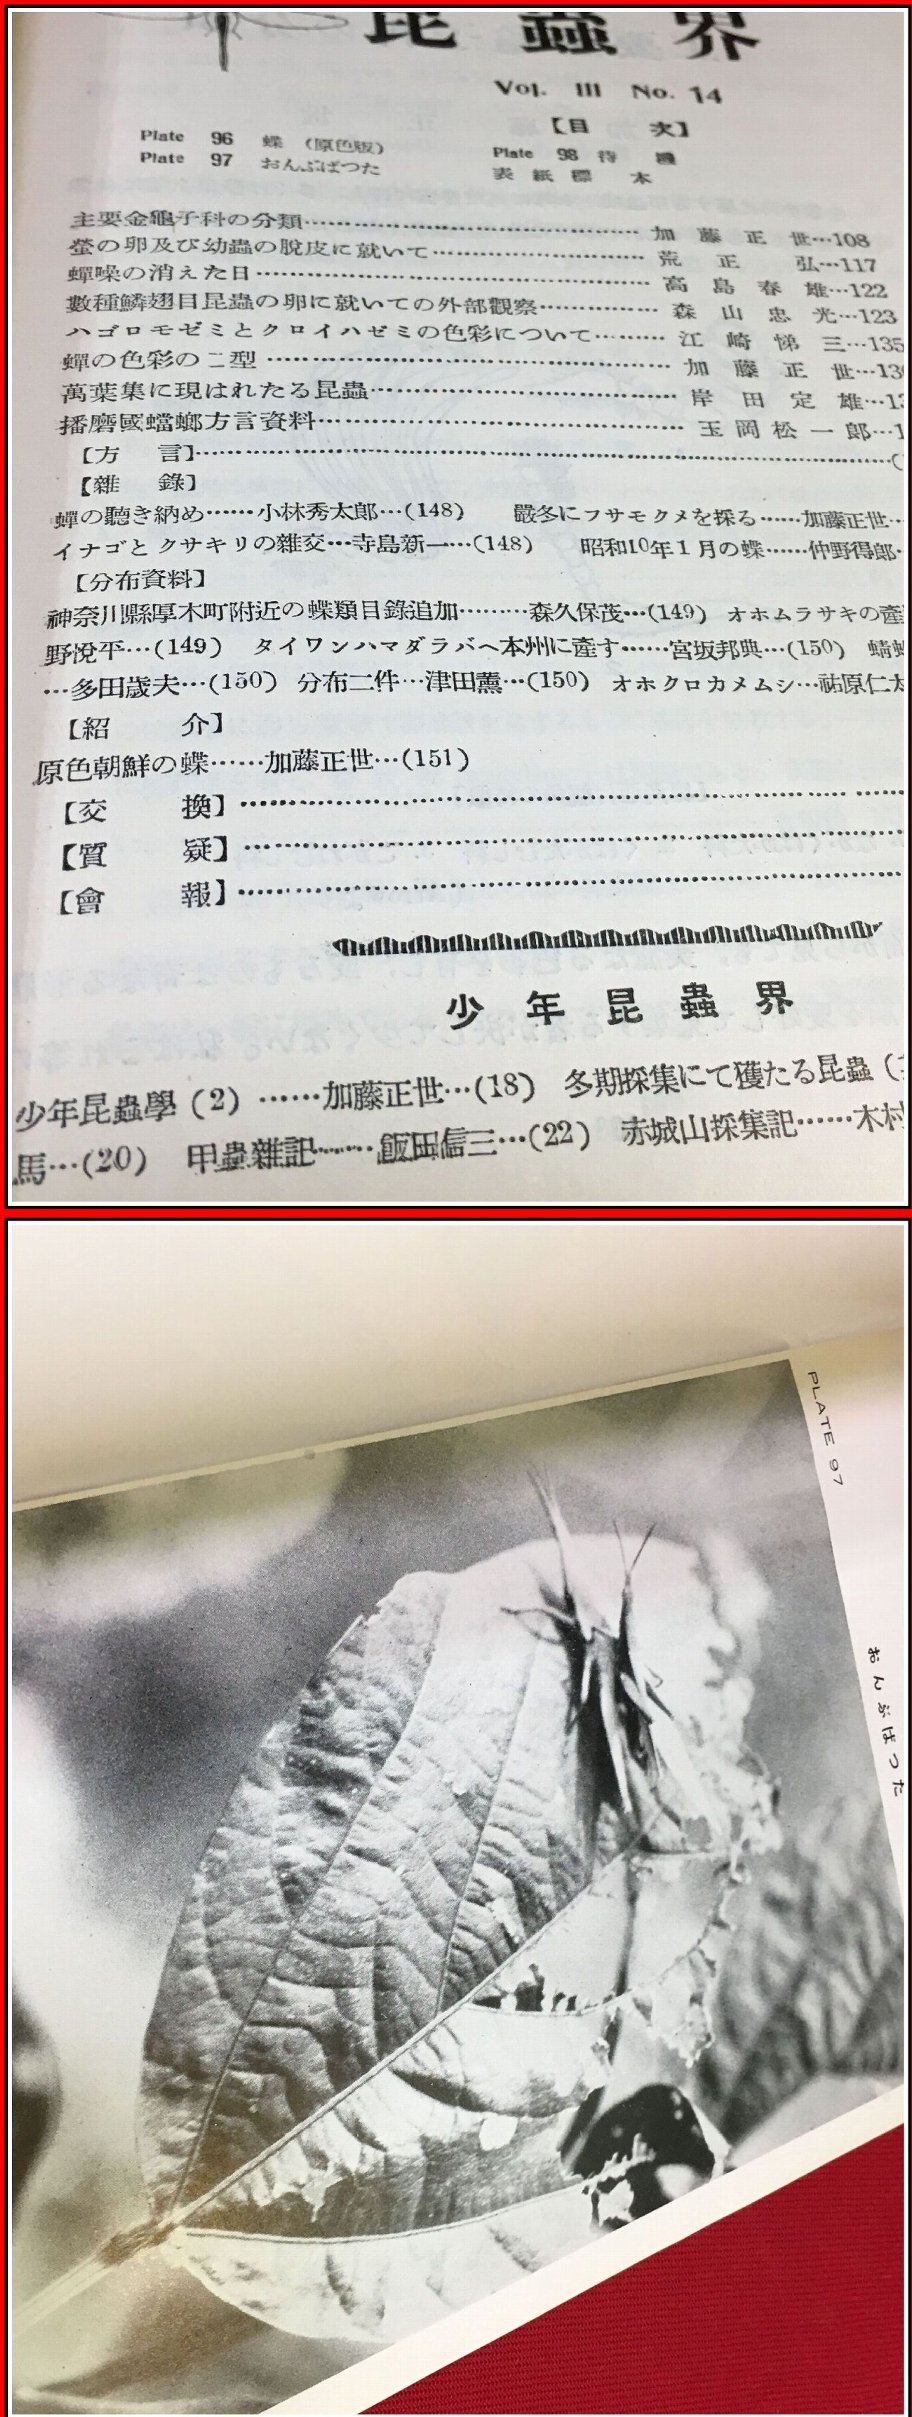 昆蟲界
Vol. III No. 14
【目 次】
Plate 96 蝶 (原色版)
Plate 97 おんぶばつた
Plate 98 待 機
表 紙 標 本
主要金龜子科の分類……加藤正世…108
螢の卵及び幼蟲の脫皮に就いて……荒正弘…117
蟬噪の消えた日……高島春雄…122
數種鱗翅目昆蟲の卵に就いての外部觀察……森山忠光…123
ハゴロモゼミとクロイハゼミの色彩について……江崎悌三…135
蟬の色彩の二型……加藤正世…13
萬葉集に現はれたる昆蟲……岸田定雄…1
播磨國蟷螂方言資料……玉岡松一郎…1
【方 言】……(
【雜 錄】
蟬の聽き納め……小林秀太郎…(148) 嚴冬にフサモクメを採る……加藤正世…
イナゴとクサキリの雜交…寺島新一…(148) 昭和10年1月の蝶……仲野得郎…
【分布資料】
神奈川縣厚木町附近の蝶類目錄追加………森久保茂…(149) オホムラサキの產
野悅平…(149) タイワンハマダラバヘ本州に產す……宮坂邦典…(150) 蜻
…多田歲夫…(150) 分布二件…津田薰…(150) オホクロカメムシ…祐原仁
【紹 介】
原色朝鮮の蝶……加藤正世…(151)
【交 換】……
【質 疑】……
【會 報】……
少年昆蟲界
少年昆蟲學 (2) ……加藤正世…(18) 冬期採集にて獲たる昆蟲 (
馬…(20) 甲蟲雜記……飯田信三…(22) 赤城山採集記……木村
PLATE 97
おんぶばつた